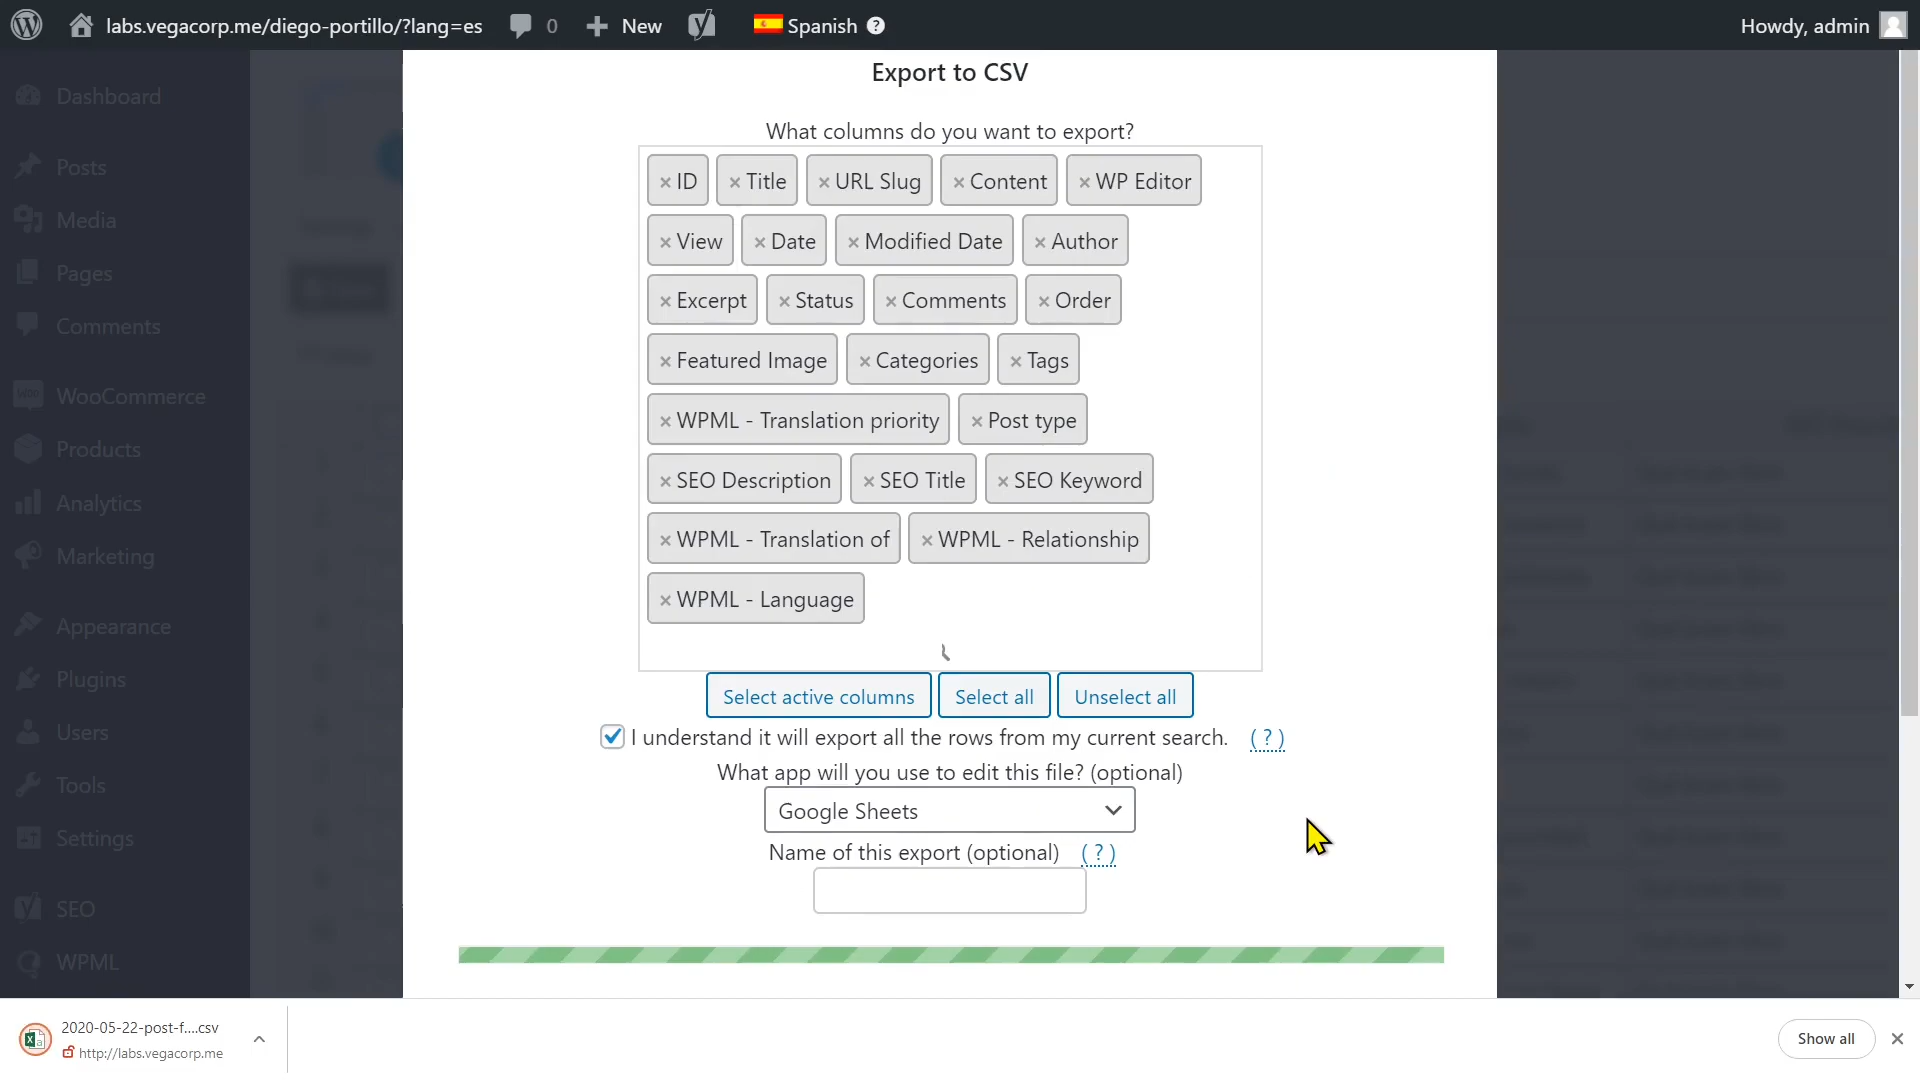 labs.vegacorp.me/diego-portillo/?lang=es 0 New Spanish ? Howdy, admin
Dashboard
Posts
Media
Pages
Comments
WooCommerce
Products
Analytics
Marketing
Appearance
Plugins
Users
Tools
Settings
SEO
WPML
Export to CSV
What columns do you want to export?
× ID × Title × URL Slug × Content × WP Editor
× View × Date × Modified Date × Author
× Excerpt × Status × Comments × Order
× Featured Image × Categories × Tags
× WPML - Translation priority × Post type
× SEO Description × SEO Title × SEO Keyword
× WPML - Translation of × WPML - Relationship
× WPML - Language
Select active columns Select all Unselect all
I understand it will export all the rows from my current search. ( ? )
What app will you use to edit this file? (optional)
Google Sheets
Name of this export (optional) ( ? )
2020-05-22-post-f....csv
http://labs.vegacorp.me
Show all